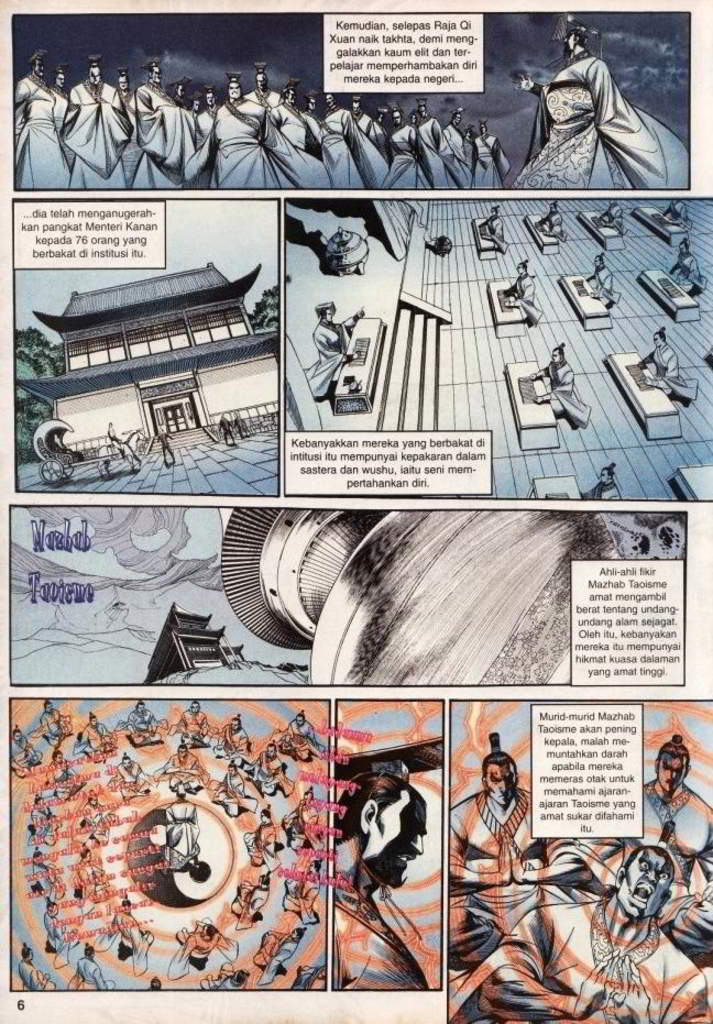 Kemudian, selepas Raja Qi
Xuan naik takhta, demi meng-
galakkan kaum elit dan ter-
pelajar memperhambakan diri
mereka kepada negeri...
...dia telah menganugerah-
kan pangkat Menteri Kanan
kepada 76 orang yang
berbakat di institusi itu.
Kebanyakkan mereka yang berbakat di
intitusi itu mempunyai kepakaran dalam
sastera dan wushu, iaitu seni mem-
pertahankan diri.
Mazhab
Taoisme
Ahli-ahli fikir
Mazhab Taoisme
amat mengambil
berat tentang undang-
undang alam sejagat.
Oleh itu, kebanyakan
mereka itu mempunyai
hikmat kuasa dalaman
yang amat tinggi.
Murid-murid Mazhab
Taoisme akan pening
kepala, malah me-
muntahkan darah
apabila mereka
memeras otak untuk
memahami ajaran-
ajaran Taoisme yang
amat sukar difahami
itu.
6